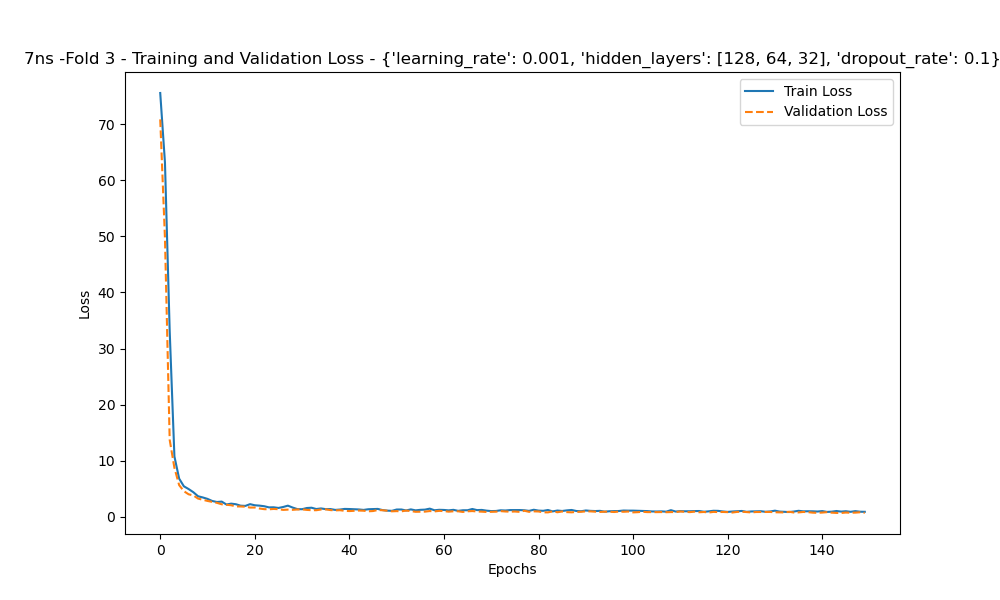 7ns -Fold 3 - Training and Validation Loss - {'learning_rate': 0.001, 'hidden_layers': [128, 64, 32], 'dropout_rate': 0.1}
Train Loss
Validation Loss
70
60
50
40
30
20
10
0
Loss
0 20 40 60 80 100 120 140
Epochs